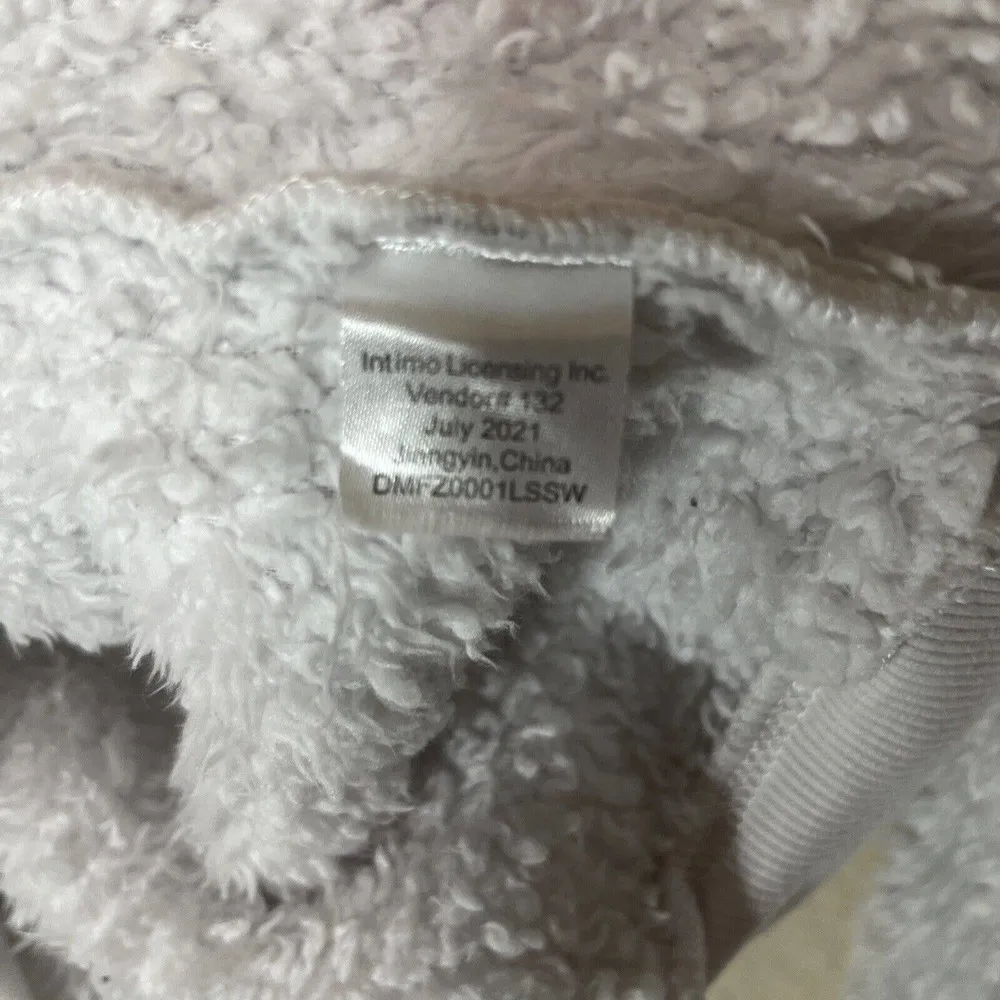 Intimo Licensing Inc.
Vendor# 132
July 2021
Jiangyin,China
DMFZ0001LSSW